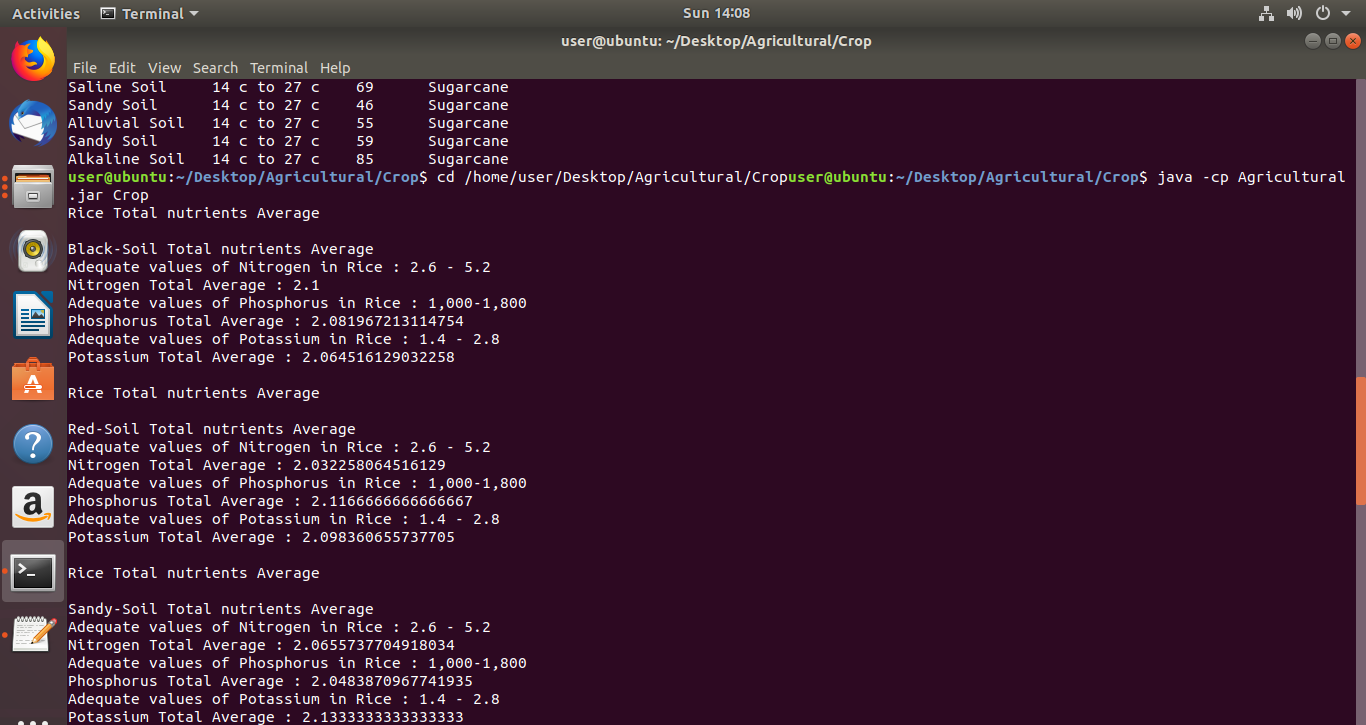 Activities Terminal Sun 14:08
user@ubuntu: ~/Desktop/Agricultural/Crop
File Edit View Search Terminal Help
Saline Soil 14 c to 27 c 69 Sugarcane
Sandy Soil 14 c to 27 c 46 Sugarcane
Alluvial Soil 14 c to 27 c 55 Sugarcane
Sandy Soil 14 c to 27 c 59 Sugarcane
Alkaline Soil 14 c to 27 c 85 Sugarcane
user@ubuntu:~/Desktop/Agricultural/Crop$ cd /home/user/Desktop/Agricultural/Cropuser@ubuntu:~/Desktop/Agricultural/Crop$ java -cp Agricultural
.jar Crop
Rice Total nutrients Average
Black-Soil Total nutrients Average
Adequate values of Nitrogen in Rice : 2.6 - 5.2
Nitrogen Total Average : 2.1
Adequate values of Phosphorus in Rice : 1,000-1,800
Phosphorus Total Average : 2.081967213114754
Adequate values of Potassium in Rice : 1.4 - 2.8
Potassium Total Average : 2.064516129032258
Rice Total nutrients Average
Red-Soil Total nutrients Average
Adequate values of Nitrogen in Rice : 2.6 - 5.2
Nitrogen Total Average : 2.032258064516129
Adequate values of Phosphorus in Rice : 1,000-1,800
Phosphorus Total Average : 2.1166666666666667
Adequate values of Potassium in Rice : 1.4 - 2.8
Potassium Total Average : 2.098360655737705
Rice Total nutrients Average
Sandy-Soil Total nutrients Average
Adequate values of Nitrogen in Rice : 2.6 - 5.2
Nitrogen Total Average : 2.0655737704918034
Adequate values of Phosphorus in Rice : 1,000-1,800
Phosphorus Total Average : 2.0483870967741935
Adequate values of Potassium in Rice : 1.4 - 2.8
Potassium Total Average : 2.1333333333333333